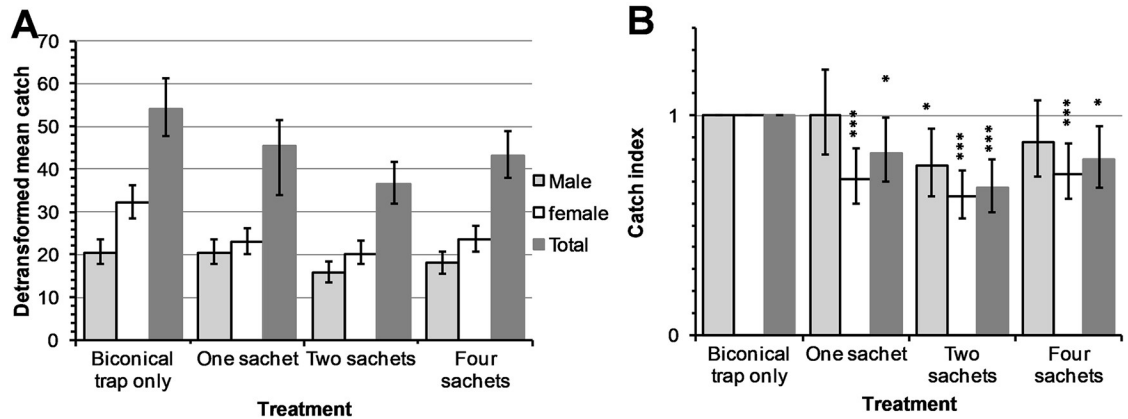 A
Detransformed mean catch
70
60
50
40
30
20
10
0
Biconical
trap only
One sachet
Two sachets
Four
sachets
Treatment
Male
female
Total
B
Catch index
1
0
*
***
*
*** 
***
*
***
*
Biconical
trap only
One sachet
Two
sachets
Four
sachets
Treatment